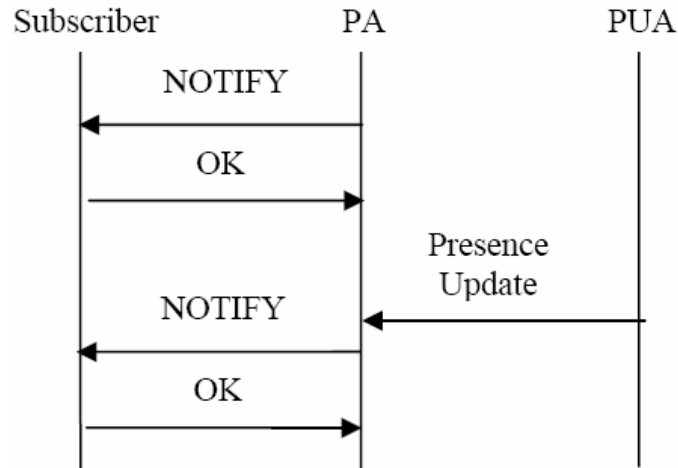 Subscriber PA PUA
NOTIFY
OK
Presence
Update
NOTIFY
OK